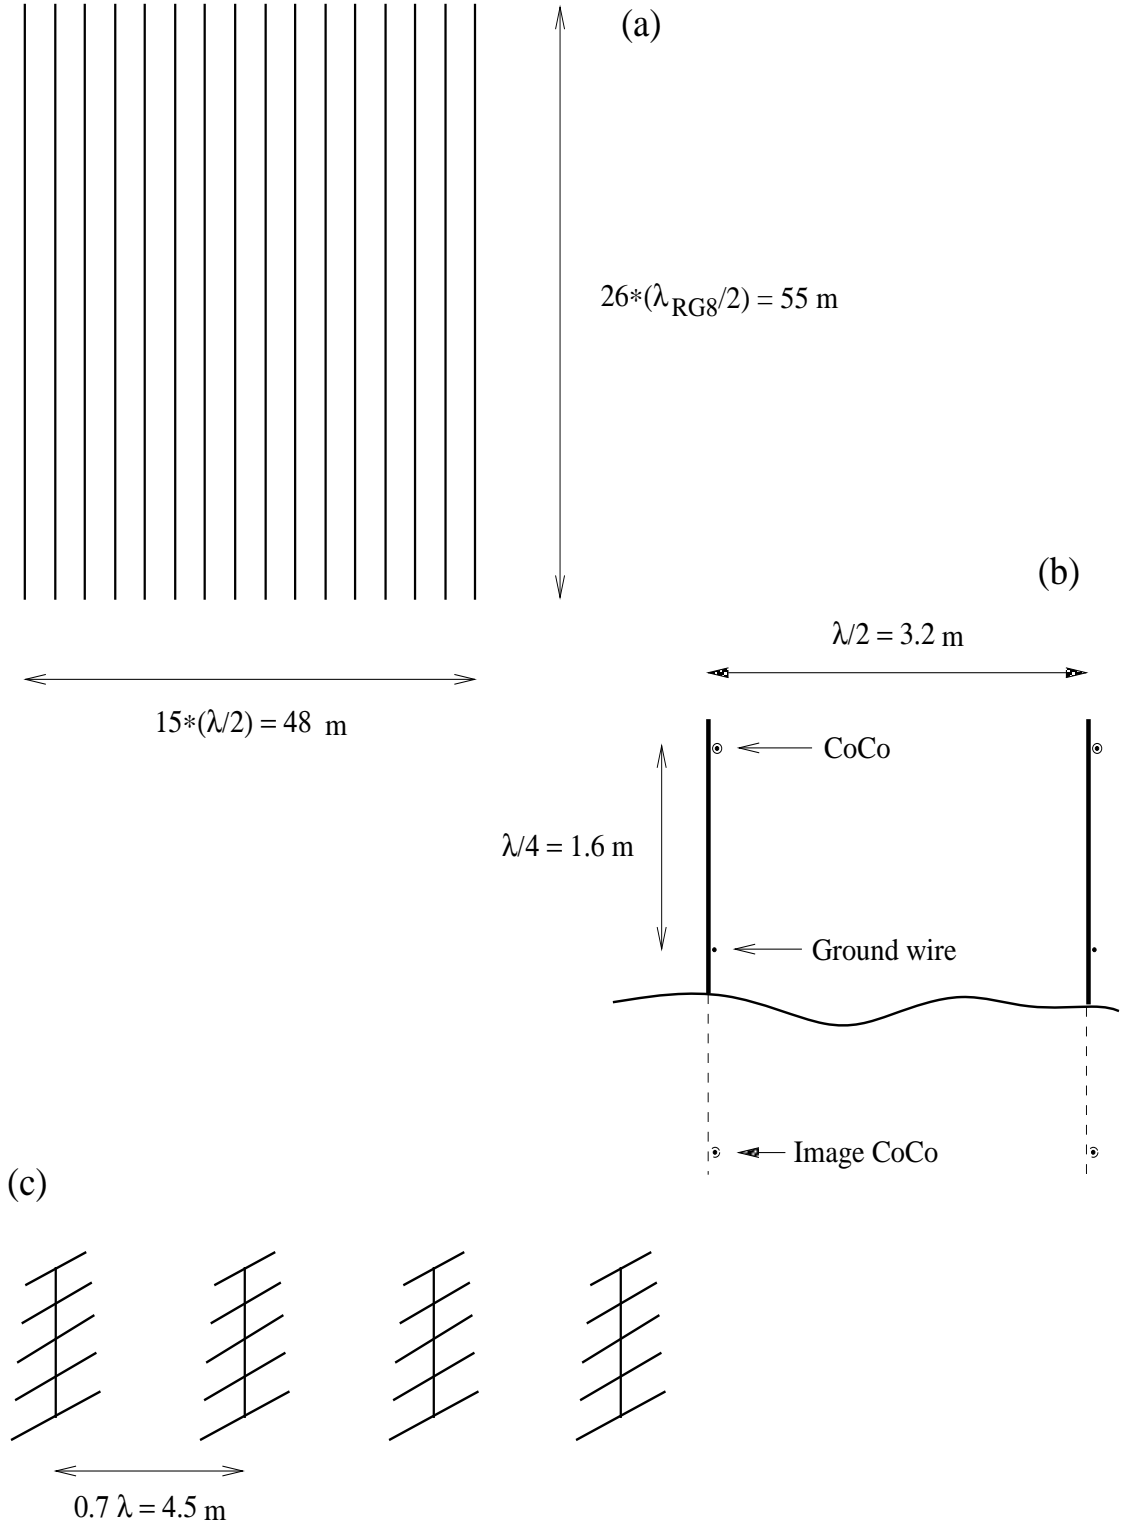 (a)
26*(λRG8/2) = 55 m
15*(λ/2) = 48 m
(b)
λ/2 = 3.2 m
CoCo
λ/4 = 1.6 m
Ground wire
Image CoCo
(c)
0.7 λ = 4.5 m